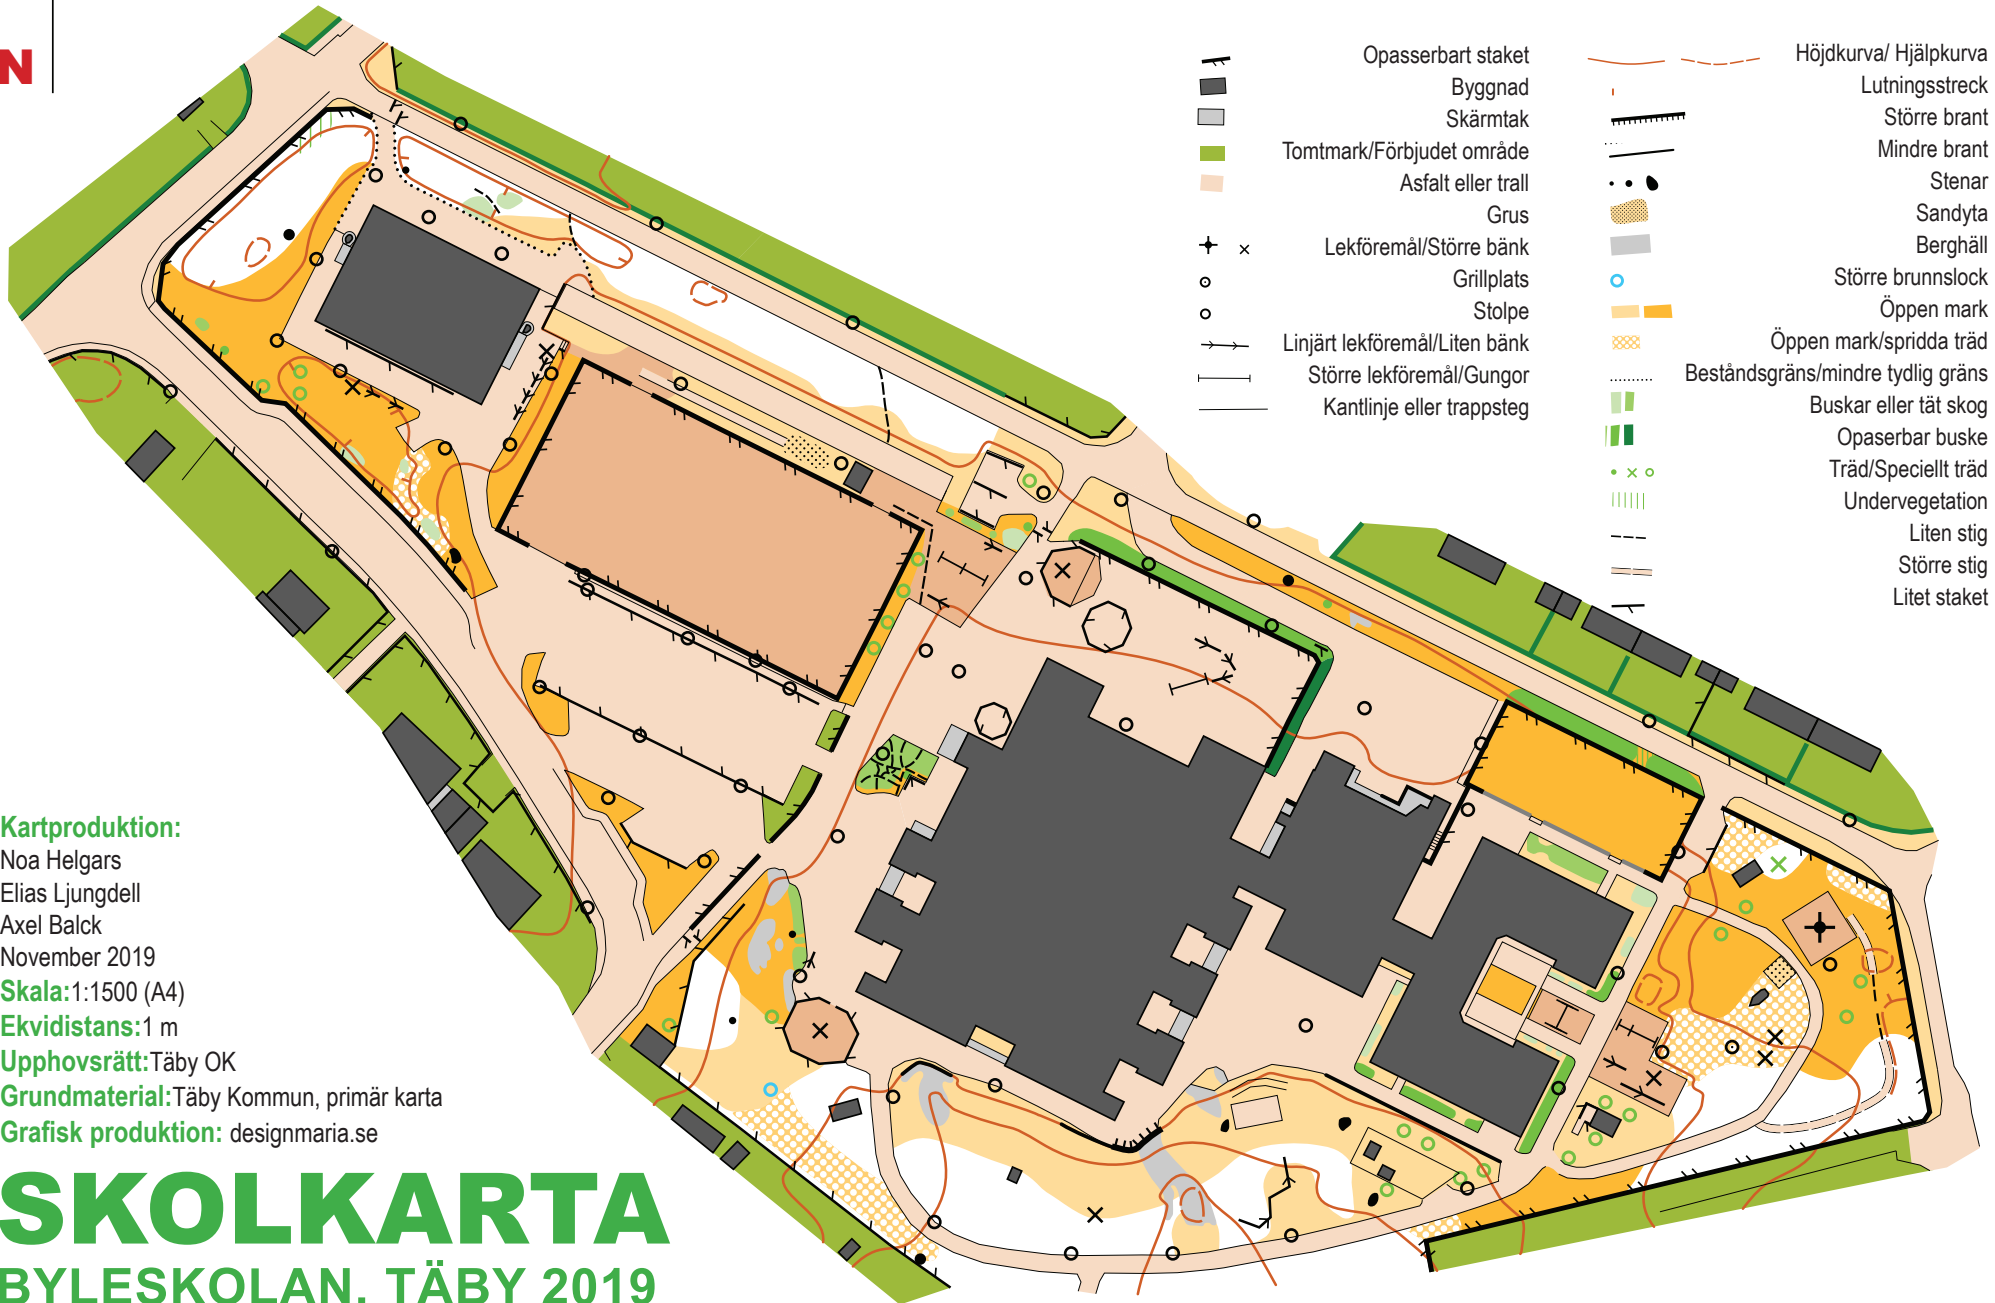 N
Opasserbart staket
Byggnad
Skärmtak
Tomtmark/Förbjudet område
Asfalt eller trall
Grus
Lekföremål/Större bänk
Grillplats
Stolpe
Linjärt lekföremål/Liten bänk
Större lekföremål/Gungor
Kantlinje eller trappsteg
Höjdkurva/ Hjälpkurva
Lutningsstreck
Större brant
Mindre brant
Stenar
Sandyta
Berghäll
Större brunnslock
Öppen mark
Öppen mark/spridda träd
Beståndsgräns/mindre tydlig gräns
Buskar eller tät skog
Opaserbar buske
Träd/Speciellt träd
Undervegetation
Liten stig
Större stig
Litet staket
Kartproduktion:
Noa Helgars
Elias Ljungdell
Axel Balck
November 2019
Skala:1:1500 (A4)
Ekvidistans:1 m
Upphovsrätt:Täby OK
Grundmaterial:Täby Kommun, primär karta
Grafisk produktion: designmaria.se
SKOLKARTA
BYLESKOLAN, TÄBY 2019